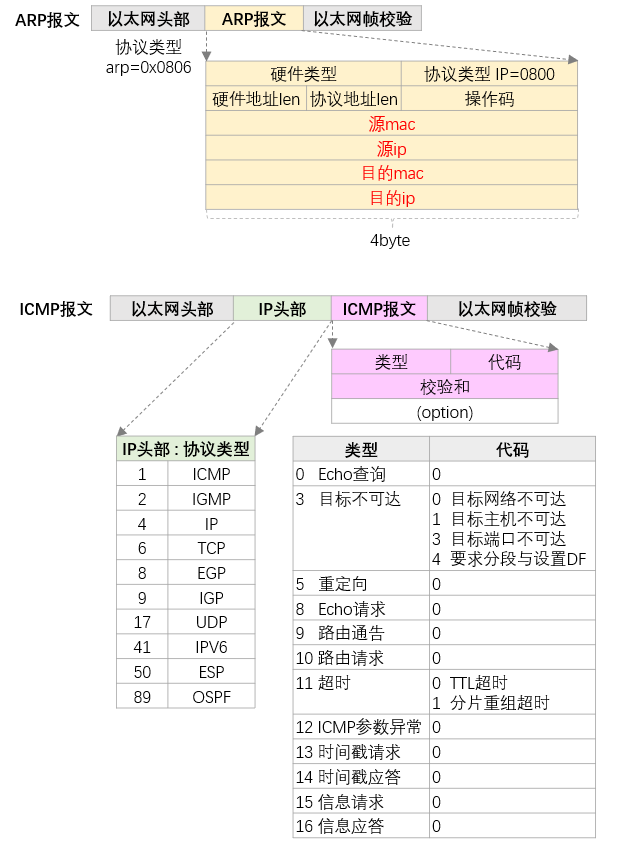 ARP报文 以太网头部 ARP报文 以太网帧校验
协议类型
arp=0x0806
硬件类型 协议类型 IP=0800
硬件地址len 协议地址len 操作码
源mac
源ip
目的mac
目的ip
4byte
ICMP报文 以太网头部 IP头部 ICMP报文 以太网帧校验
类型 代码
校验和
(option)
IP头部 : 协议类型
1 ICMP
2 IGMP
4 IP
6 TCP
8 EGP
9 IGP
17 UDP
41 IPV6
50 ESP
89 OSPF
类型 代码
0 Echo查询 0
3 目标不可达 0 目标网络不可达
1 目标主机不可达
3 目标端口不可达
4 要求分段与设置DF
5 重定向 0
8 Echo请求 0
9 路由通告 0
10 路由请求 0
11 超时 0 TTL超时
1 分片重组超时
12 ICMP参数异常 0
13 时间戳请求 0
14 时间戳应答 0
15 信息请求 0
16 信息应答 0